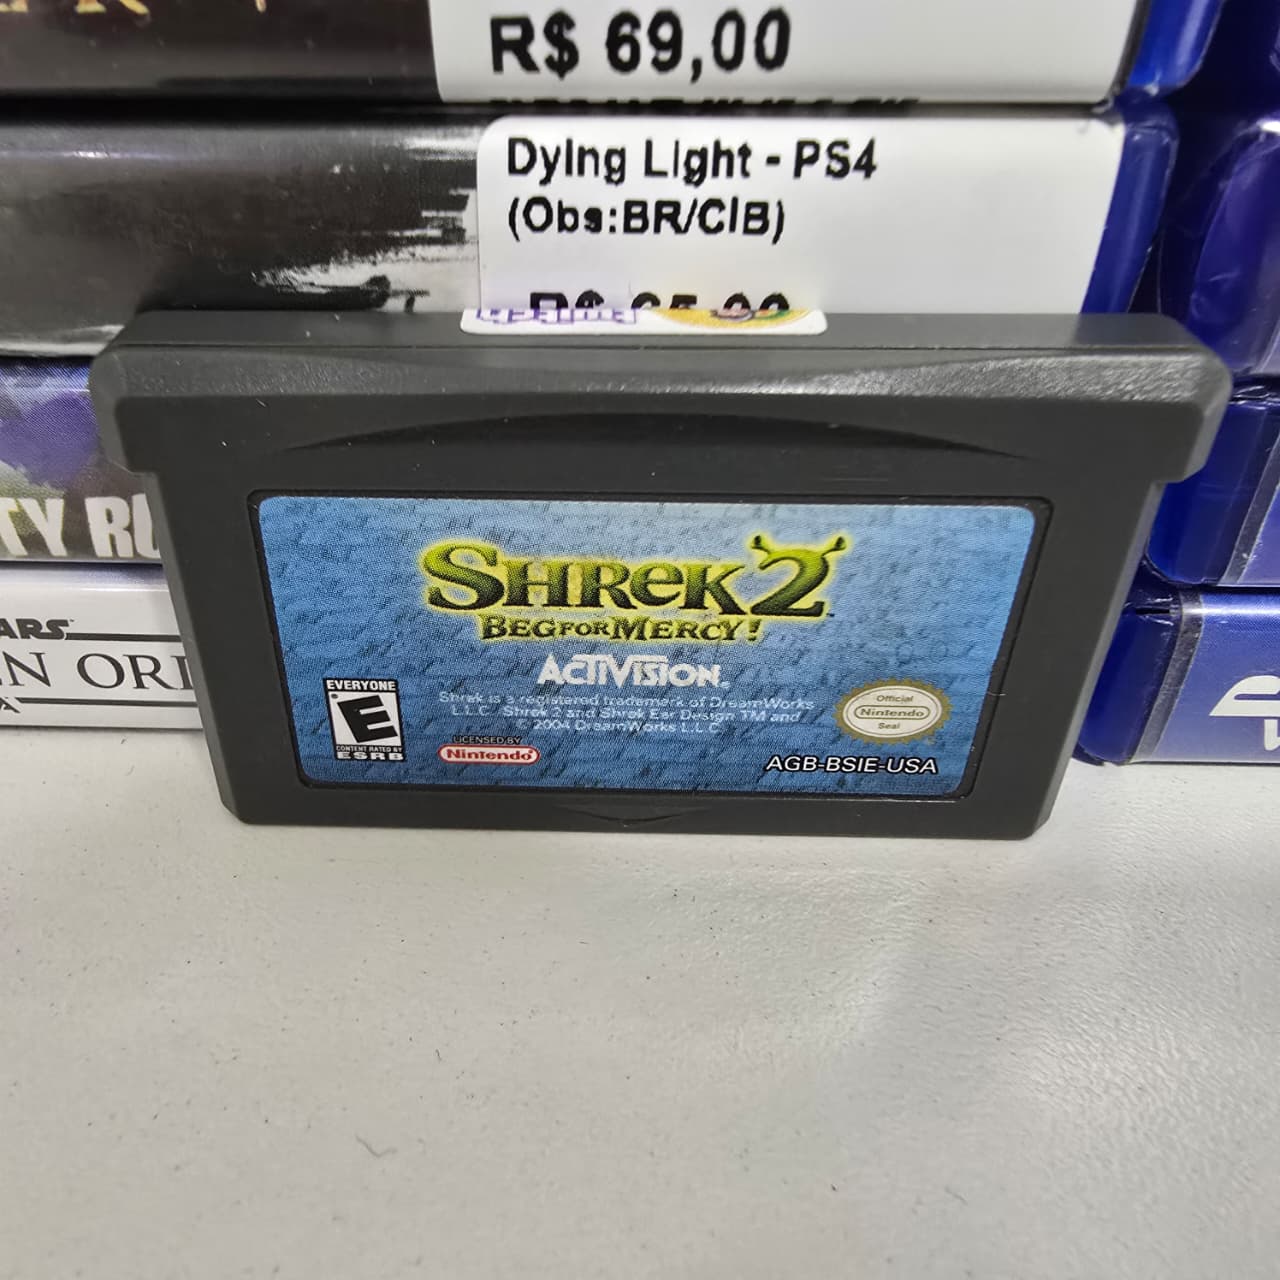 R$ 69,00
Dying Light - PS4
(Obs:BR/CIB)
TY RU
ARS
N ORI
SHREK 2™
BEG FOR MERCY!
ACTIVISION.
EVERYONE
E
CONTENT RATED BY
ESRB
Shrek is a registered trademark of DreamWorks
L.L.C. Shrek 2 and Shrek Ear Design TM and
2004 DreamWorks L.L.C.
LICENSED BY
Nintendo
Official
Nintendo
Seal
AGB-BSIE-USA